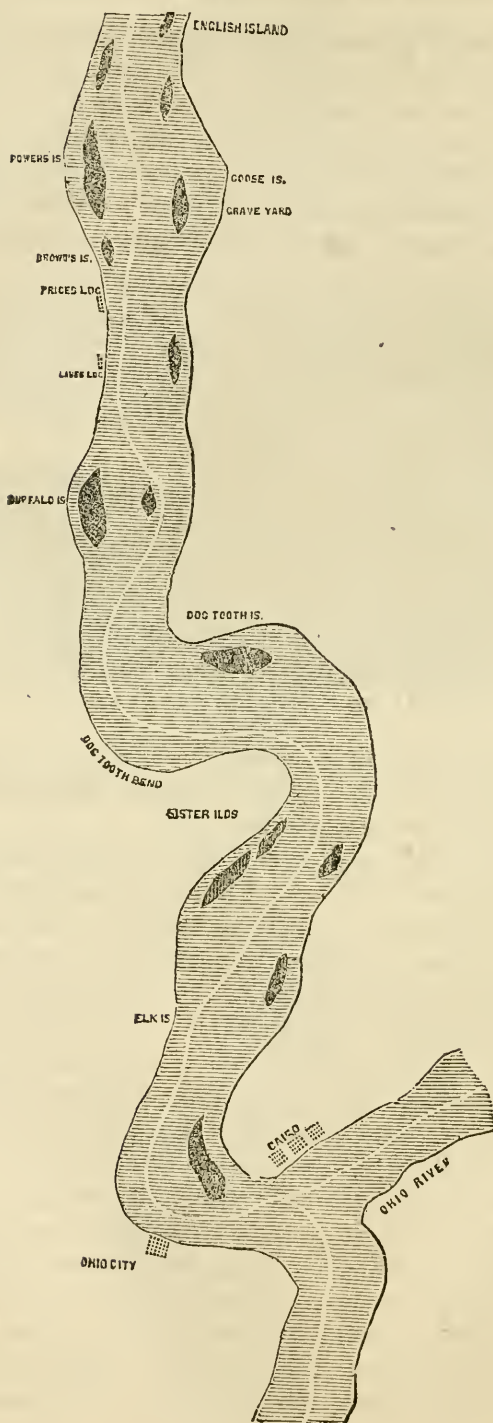 ENGLISH ISLAND
POWERS IS
GOOSE IS.
GRAVE YARD
BROWN'S IS.
PRICES LDG
LDG
BUFFALO IS
DOG TOOTH IS.
DOG TOOTH BEND
SISTER ILDS
ELK IS
CAIRO
OHIO RIVER
OHIO CITY